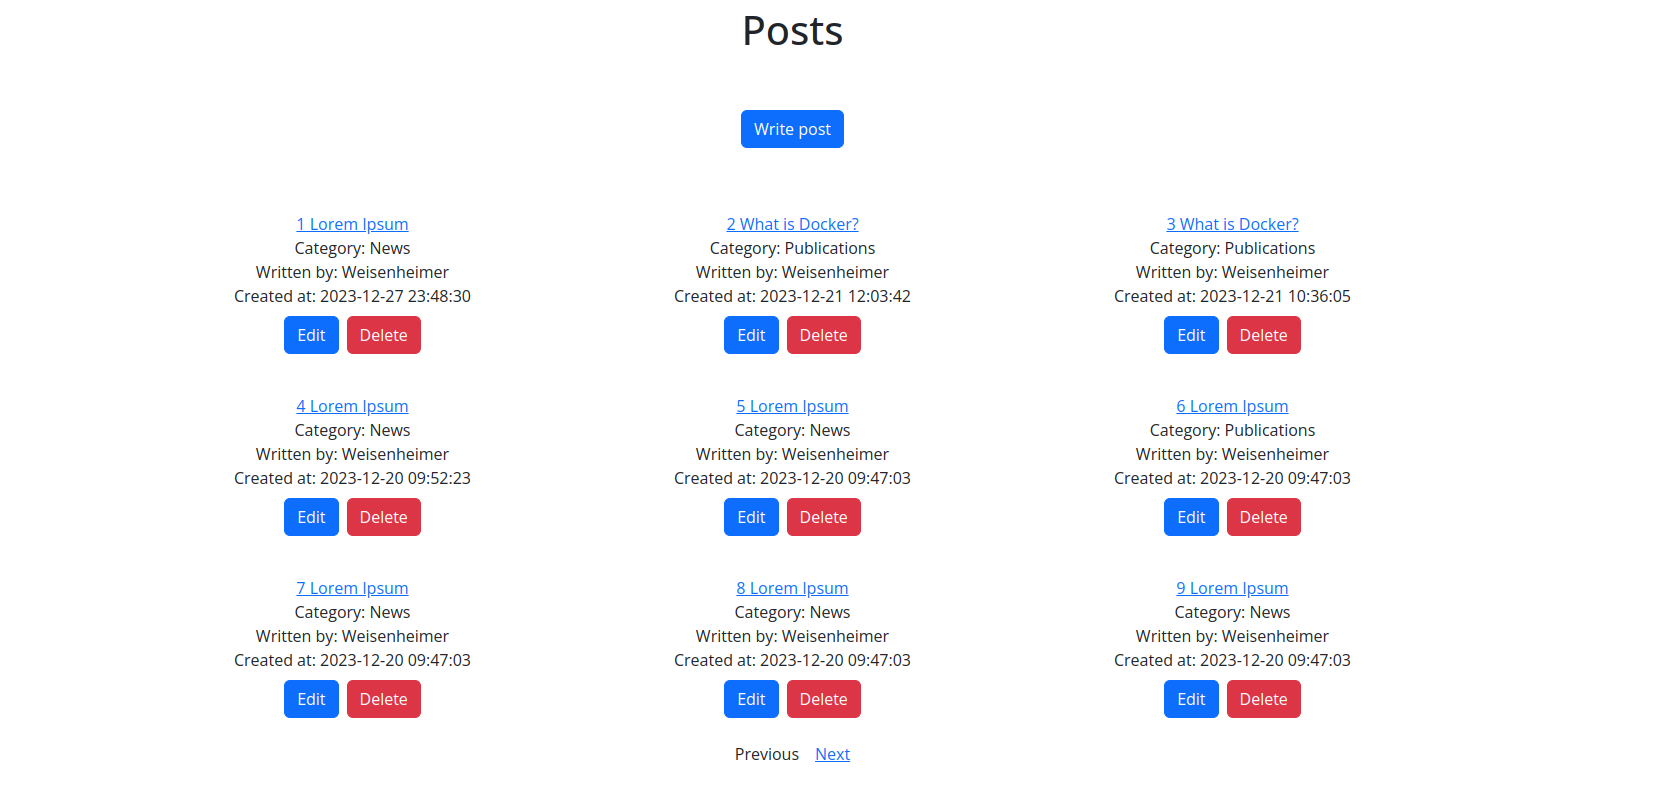 Posts
Write post
1 Lorem Ipsum
Category: News
Written by: Weisenheimer
Created at: 2023-12-27 23:48:30
Edit Delete
2 What is Docker?
Category: Publications
Written by: Weisenheimer
Created at: 2023-12-21 12:03:42
Edit Delete
3 What is Docker?
Category: Publications
Written by: Weisenheimer
Created at: 2023-12-21 10:36:05
Edit Delete
4 Lorem Ipsum
Category: News
Written by: Weisenheimer
Created at: 2023-12-20 09:52:23
Edit Delete
5 Lorem Ipsum
Category: News
Written by: Weisenheimer
Created at: 2023-12-20 09:47:03
Edit Delete
6 Lorem Ipsum
Category: Publications
Written by: Weisenheimer
Created at: 2023-12-20 09:47:03
Edit Delete
7 Lorem Ipsum
Category: News
Written by: Weisenheimer
Created at: 2023-12-20 09:47:03
Edit Delete
8 Lorem Ipsum
Category: News
Written by: Weisenheimer
Created at: 2023-12-20 09:47:03
Edit Delete
9 Lorem Ipsum
Category: News
Written by: Weisenheimer
Created at: 2023-12-20 09:47:03
Edit Delete
Previous Next